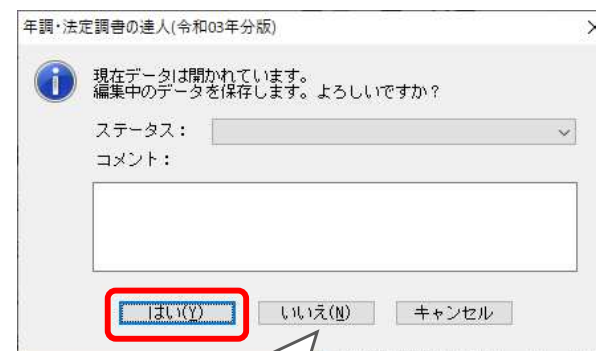 年調・法定調書の達人(令和03年分版)
現在データは開かれています。
編集中のデータを保存します。よろしいですか？
ステータス：
コメント：
はい(Y) いいえ(N) キャンセル